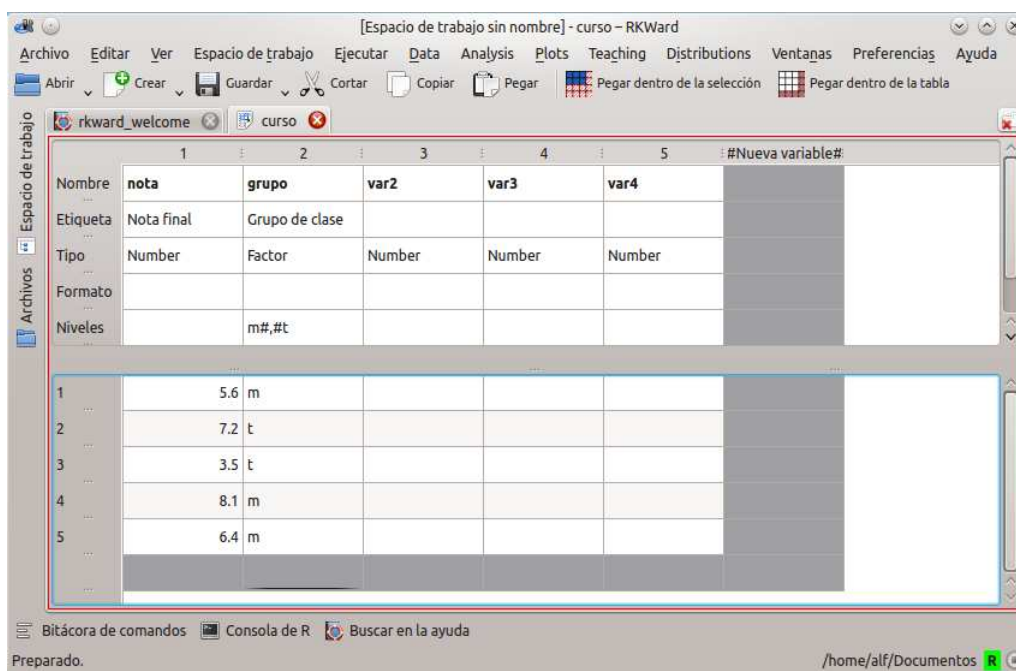 [Espacio de trabajo sin nombre] - curso – RKWard
Archivo Editar Ver Espacio de trabajo Ejecutar Data Analysis Plots Teaching Distributions Ventanas Preferencias Ayuda
Abrir Crear Guardar Cortar Copiar Pegar Pegar dentro de la selección Pegar dentro de la tabla
Espacio de trabajo
Archivos
rkward_welcome curso
1 2 3 4 5 #Nueva variable#
Nombre nota grupo var2 var3 var4
Etiqueta Nota final Grupo de clase
Tipo Number Factor Number Number Number
Formato
Niveles m#,#t
1 5.6 m
2 7.2 t
3 3.5 t
4 8.1 m
5 6.4 m
Bitácora de comandos Consola de R Buscar en la ayuda
Preparado. /home/alf/Documentos R